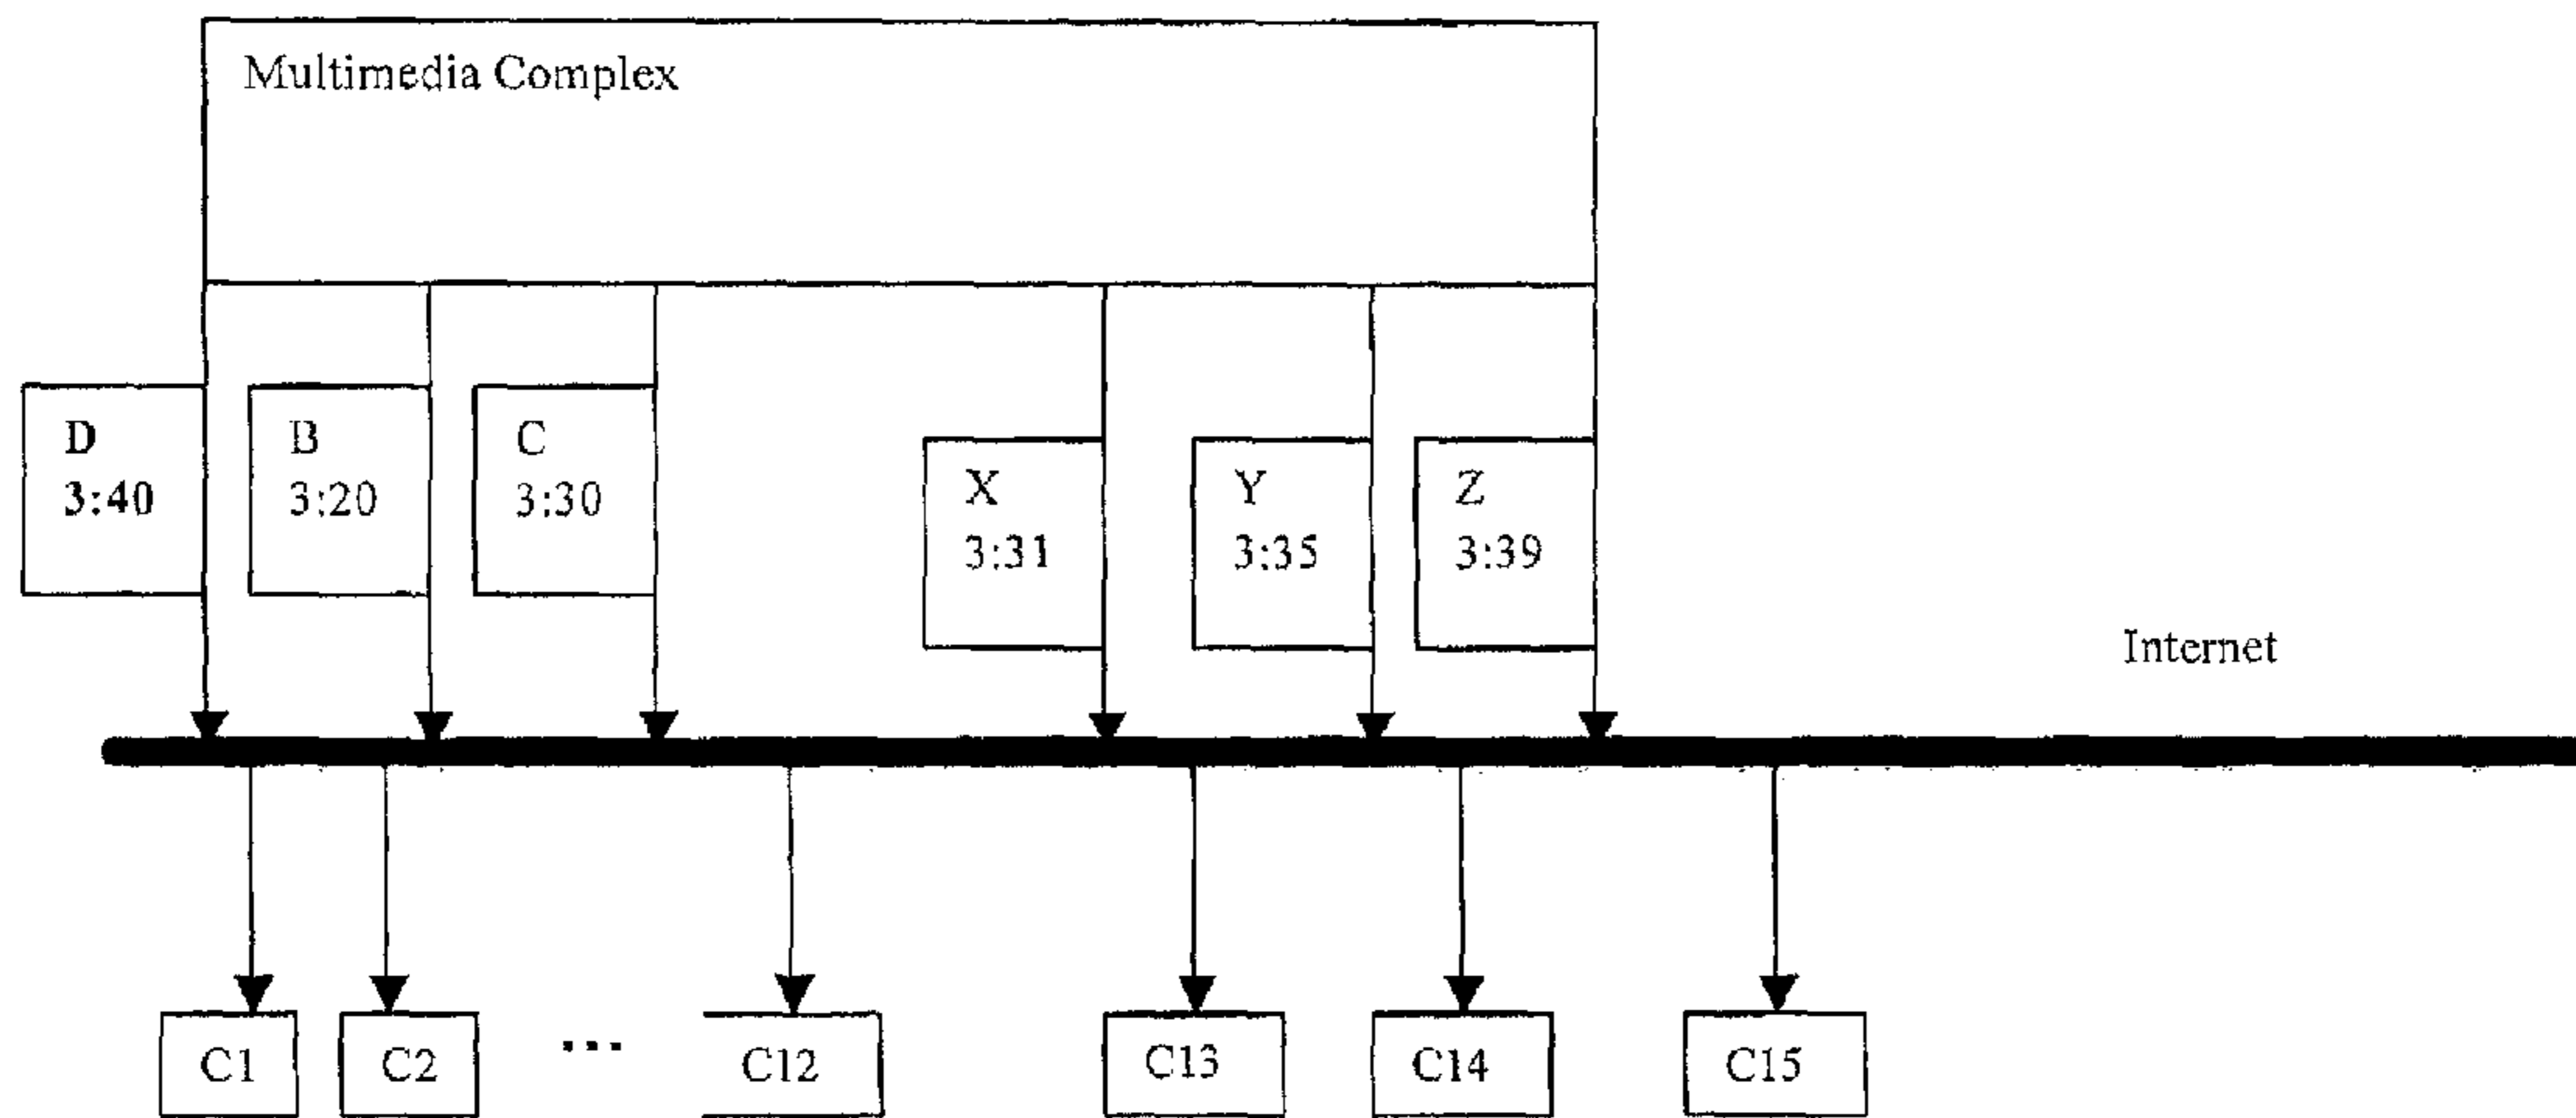 Multimedia Complex
D
3:40
B
3:20
C
3:30
X
3:31
Y
3:35
Z
3:39
Internet
C1
C2
...
C12
C13
C14
C15